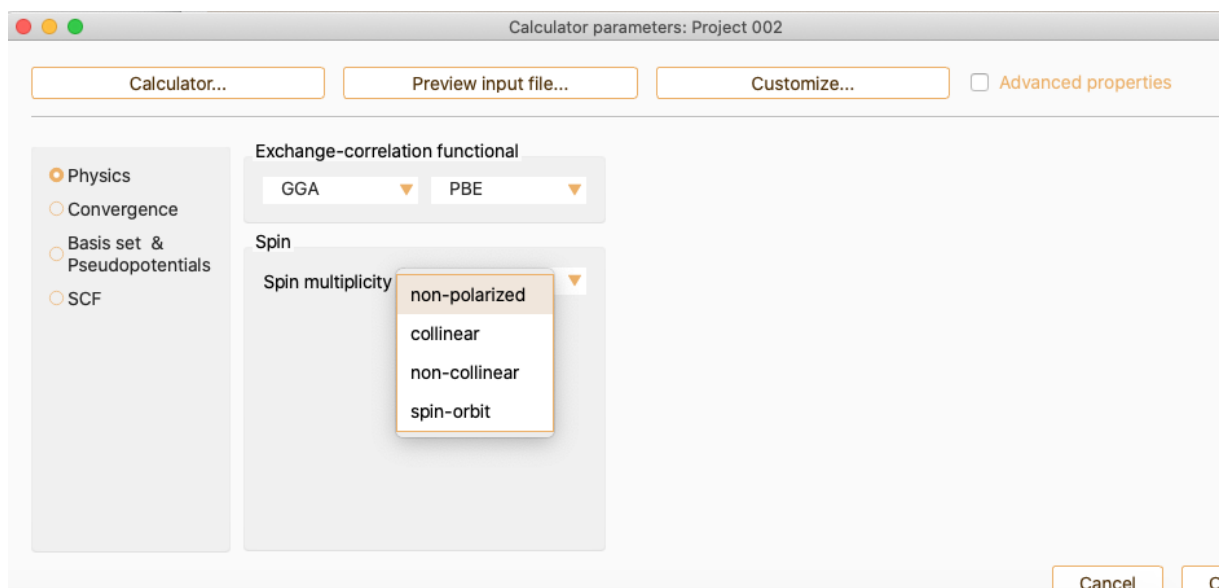 Calculator parameters: Project 002
Calculator...
Preview input file...
Customize...
Advanced properties
Physics
Convergence
Basis set &
Pseudopotentials
SCF
Exchange-correlation functional
GGA
PBE
Spin
Spin multiplicity
non-polarized
collinear
non-collinear
spin-orbit
Cancel